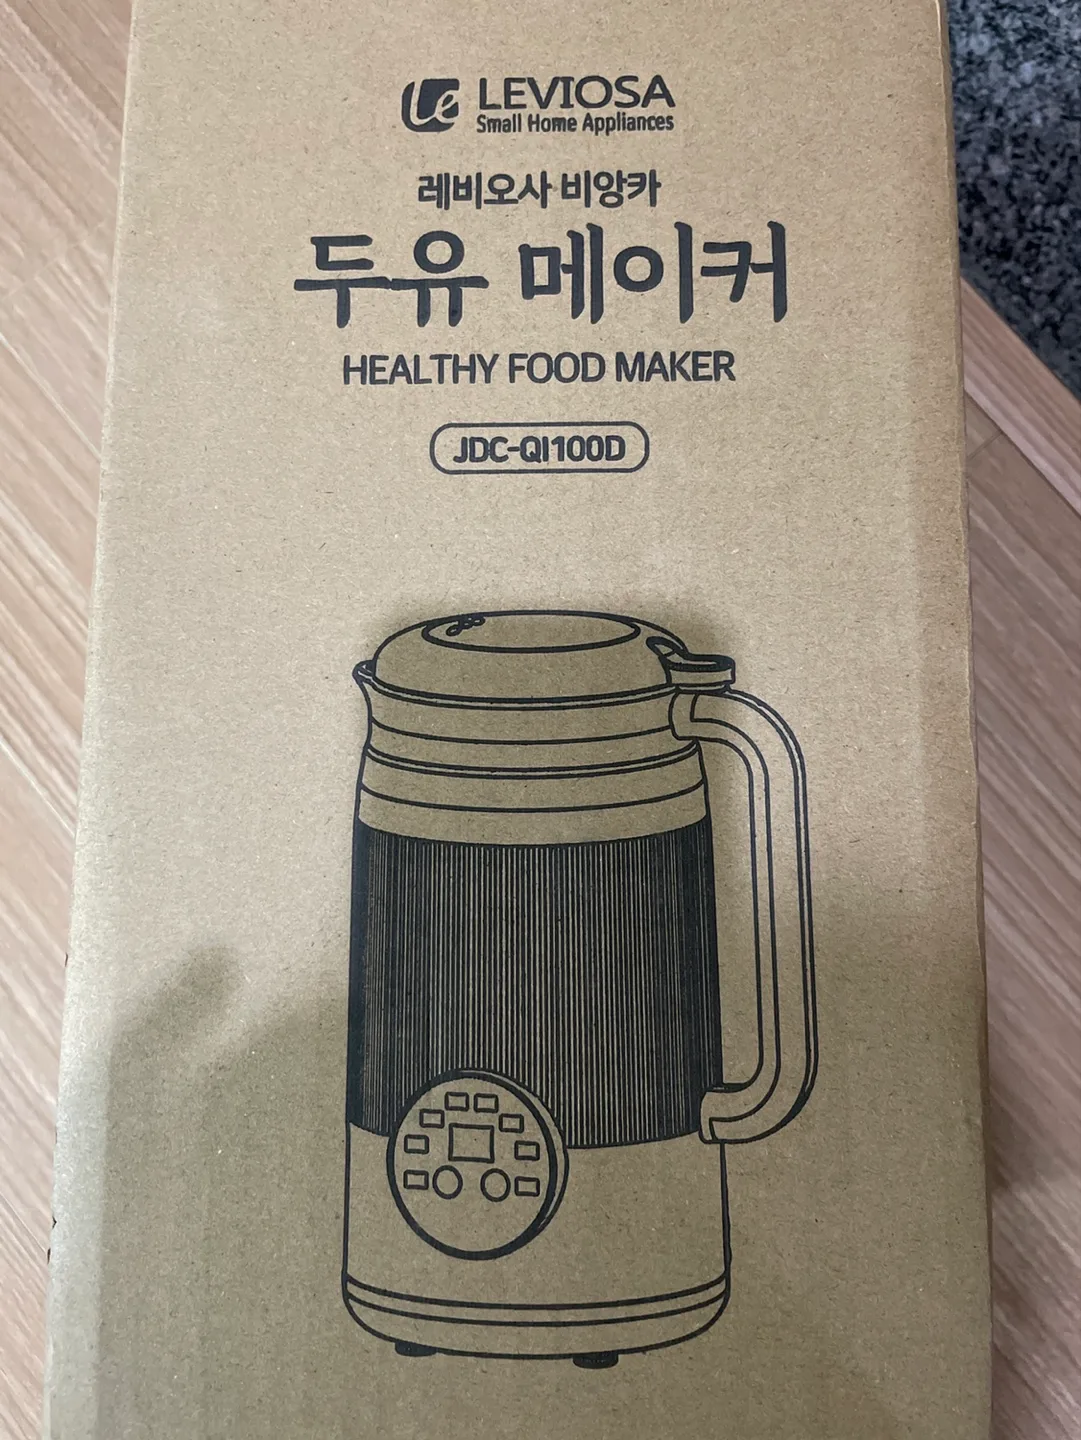 Le LEVIOSA
Small Home Appliances
레비오사 비앙카
두유 메이커
HEALTHY FOOD MAKER
JDC-QI100D